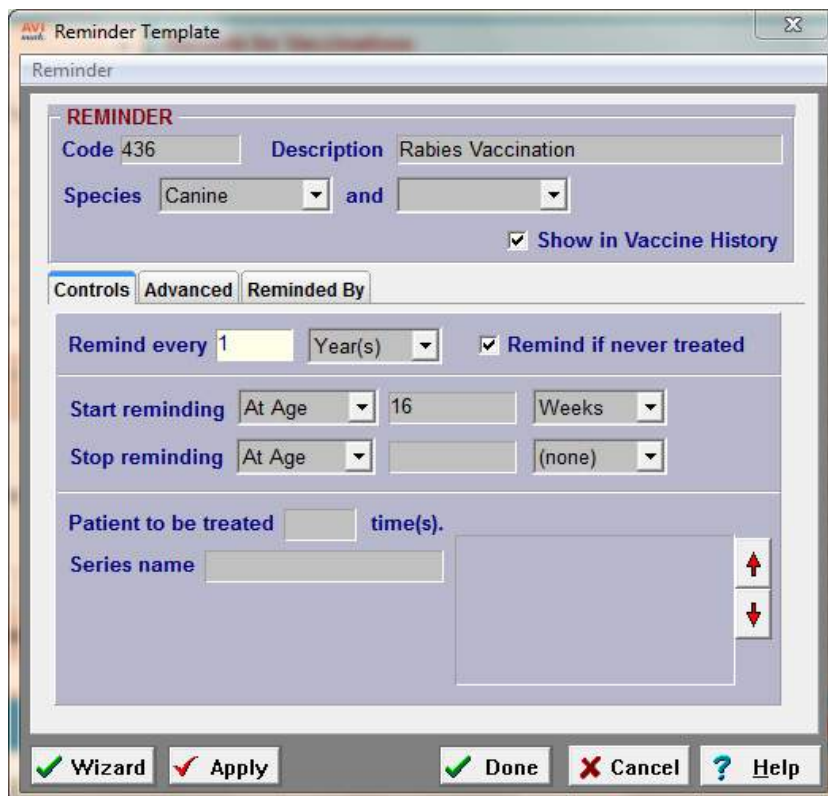 AVI mark Reminder Template
Reminder
REMINDER
Code 436 Description Rabies Vaccination
Species Canine and
Show in Vaccine History
Controls Advanced Reminded By
Remind every 1 Year(s) Remind if never treated
Start reminding At Age 16 Weeks
Stop reminding At Age (none)
Patient to be treated time(s).
Series name
Wizard Apply Done Cancel ? Help